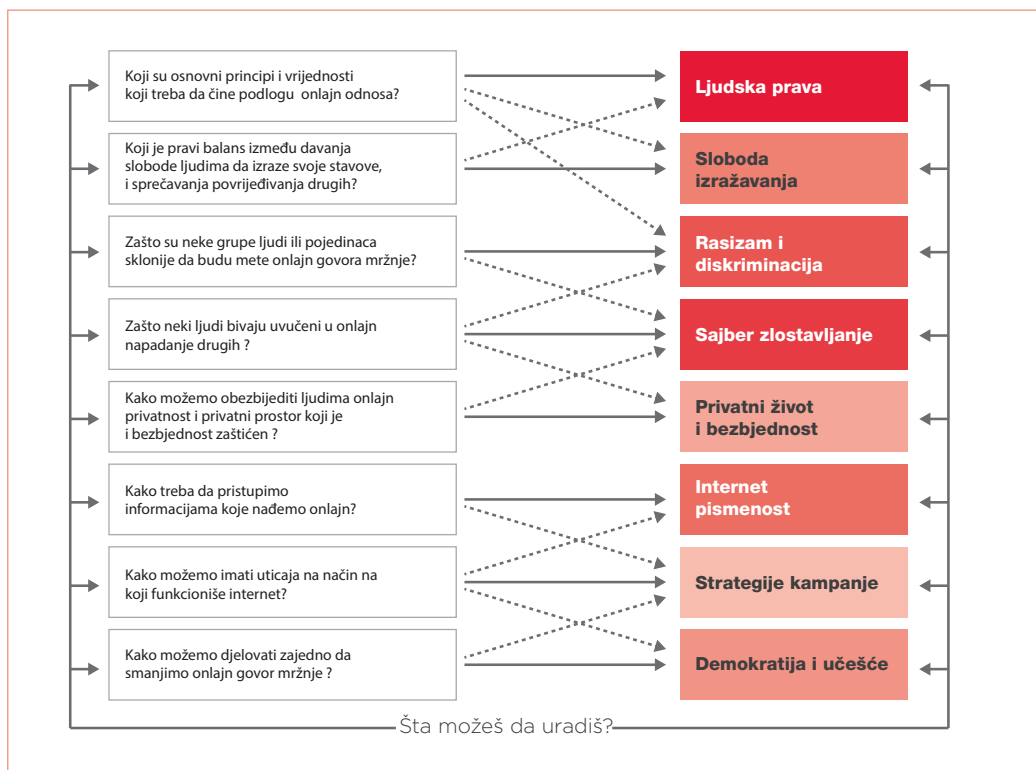 Koji su osnovni principi i vrijednosti
koji treba da čine podlogu onlajn odnosa?
Ljudska prava
Koji je pravi balans između davanja
slobode ljudima da izraze svoje stavove,
i sprečavanja povrijeđivanja drugih?
Sloboda
izražavanja
Zašto su neke grupe ljudi ili pojedinaca
sklonije da budu mete onlajn govora mržnje?
Rasizam i
diskriminacija
Zašto neki ljudi bivaju uvučeni u onlajn
napadanje drugih ?
Sajber zlostavljanje
Kako možemo obezbijediti ljudima onlajn
privatnost i privatni prostor koji je
i bezbjednost zaštićen ?
Privatni život
i bezbjednost
Kako treba da pristupimo
informacijama koje nađemo onlajn?
Internet
pismenost
Kako možemo imati uticaja na način na
koji funkcioniše internet?
Strategije kampanje
Kako možemo djelovati zajedno da
smanjimo onlajn govor mržnje ?
Demokratija i učešće
Šta možeš da uradiš?